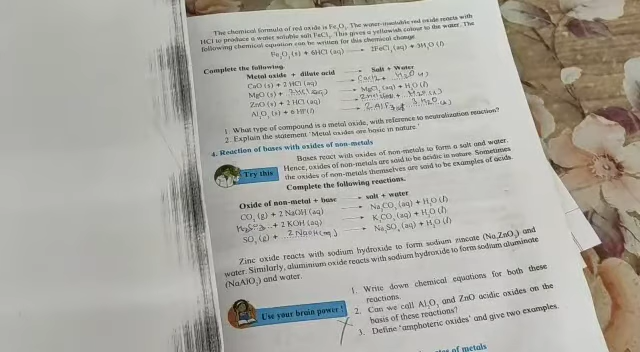 The chemical formula of red oxide is Fe₂O₃. The water-insoluble red oxide reacts with
HCl to produce a water soluble salt FeCl₃. This gives a yellowish colour to the water. The
following chemical equation can be written for this chemical change.
Fe₂O₃ (s) + 6HCl (aq) → 2FeCl₃ (aq) + 3H₂O (l)
Complete the following.
Metal oxide + dilute acid → Salt + Water
CaO (s) + 2 HCl (aq) → CaCl2 + H₂O
MgO (s) + 2HCl (aq) → MgCl₂ (aq) + H₂O (l)
ZnO (s) + 2 HCl (aq) → + H₂O
Al₂O₃ (s) + 6 HF (l) → 2 AlF3 3 H₂O
1. What type of compound is a metal oxide, with reference to neutralization reaction?
2. Explain the statement, 'Metal oxides are basic in nature.'
4. Reaction of bases with oxides of non-metals
Try this
Bases react with oxides of non-metals to form a salt and water.
Hence, oxides of non-metals are said to be acidic in nature. Sometimes
the oxides of non-metals themselves are said to be examples of acids.
Complete the following reactions.
Oxide of non-metal + base → salt + water
CO₂ (g) + 2 NaOH (aq) → Na₂CO₃ (aq) + H₂O (l)
+ 2 KOH (aq) → K₂CO₃ (aq) + H₂O (l)
SO₃ (g) + 2 NaOH (aq) → Na₂SO₄ (aq) + H₂O (l)
Zinc oxide reacts with sodium hydroxide to form sodium zincate (Na₂ZnO₂) and
water. Similarly, aluminium oxide reacts with sodium hydroxide to form sodium aluminate
(NaAlO₂) and water.
Use your brain power !
1. Write down chemical equations for both these
reactions.
2. Can we call Al₂O₃ and ZnO acidic oxides on the
basis of these reactions?
3. Define 'amphoteric oxides' and give two examples.
of metals